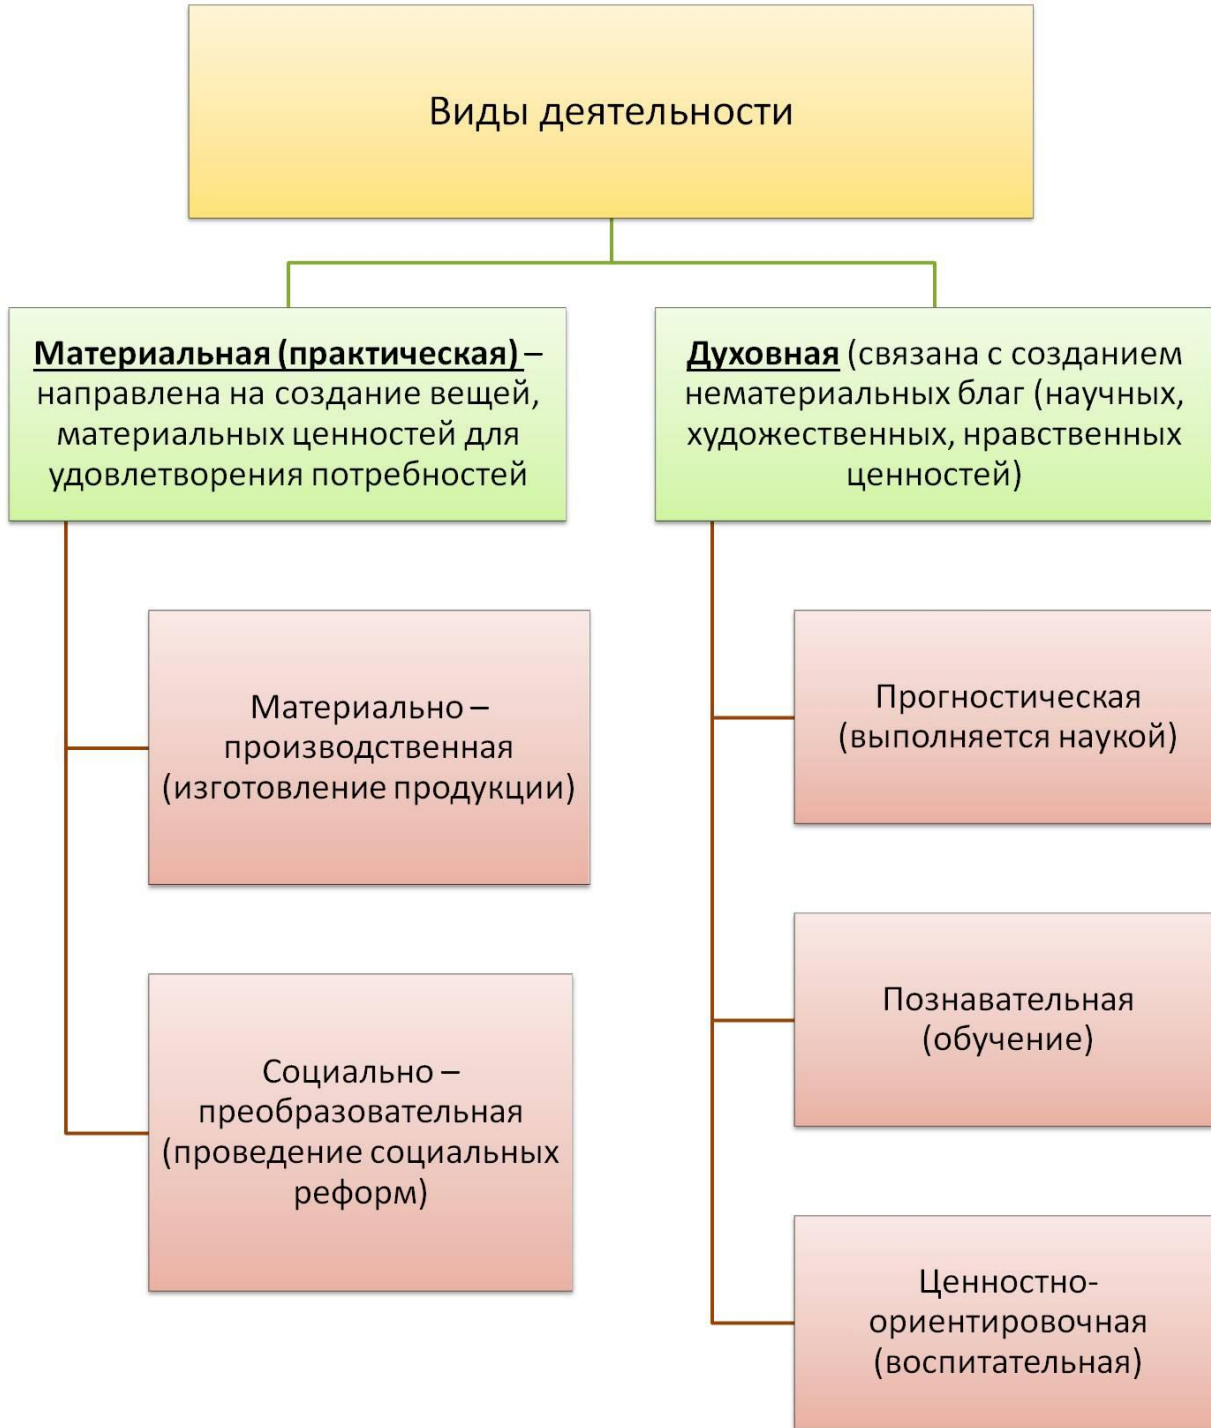 Виды деятельности
Материальная (практическая) –
направлена на создание вещей,
материальных ценностей для
удовлетворения потребностей
Материально –
производственная
(изготовление продукции)
Социально –
преобразовательная
(проведение социальных
реформ)
Духовная (связана с созданием
нематериальных благ (научных,
художественных, нравственных
ценностей)
Прогностическая
(выполняется наукой)
Познавательная
(обучение)
Ценностно-
ориентировочная
(воспитательная)